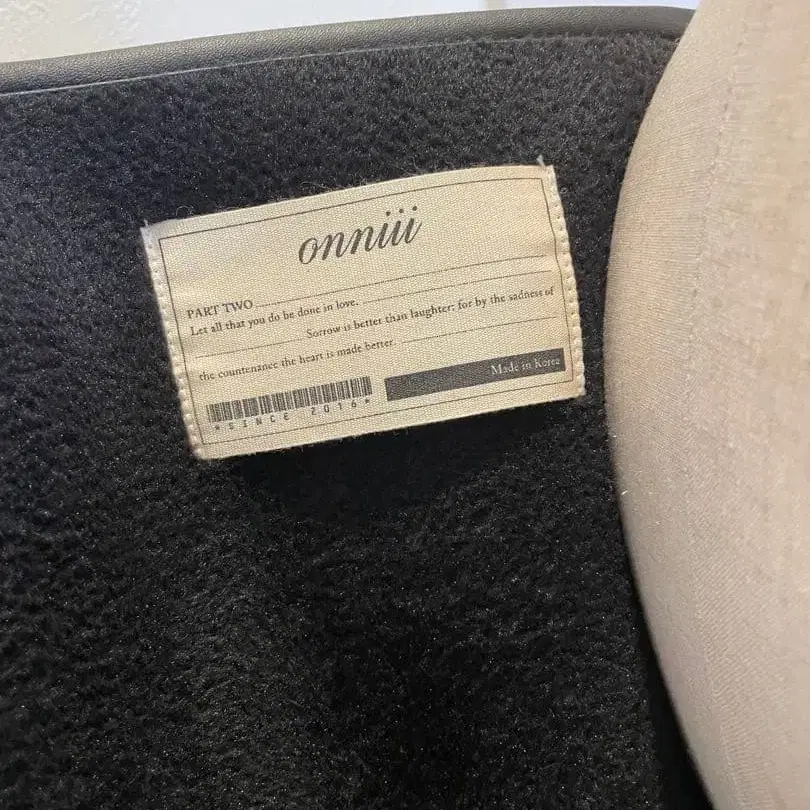 onniii
PART TWO
Let all that you do be done in love.
Sorrow is better than laughter: for by the sadness of
the countenance the heart is made better.
Made in Korea
*SINCE 2016*